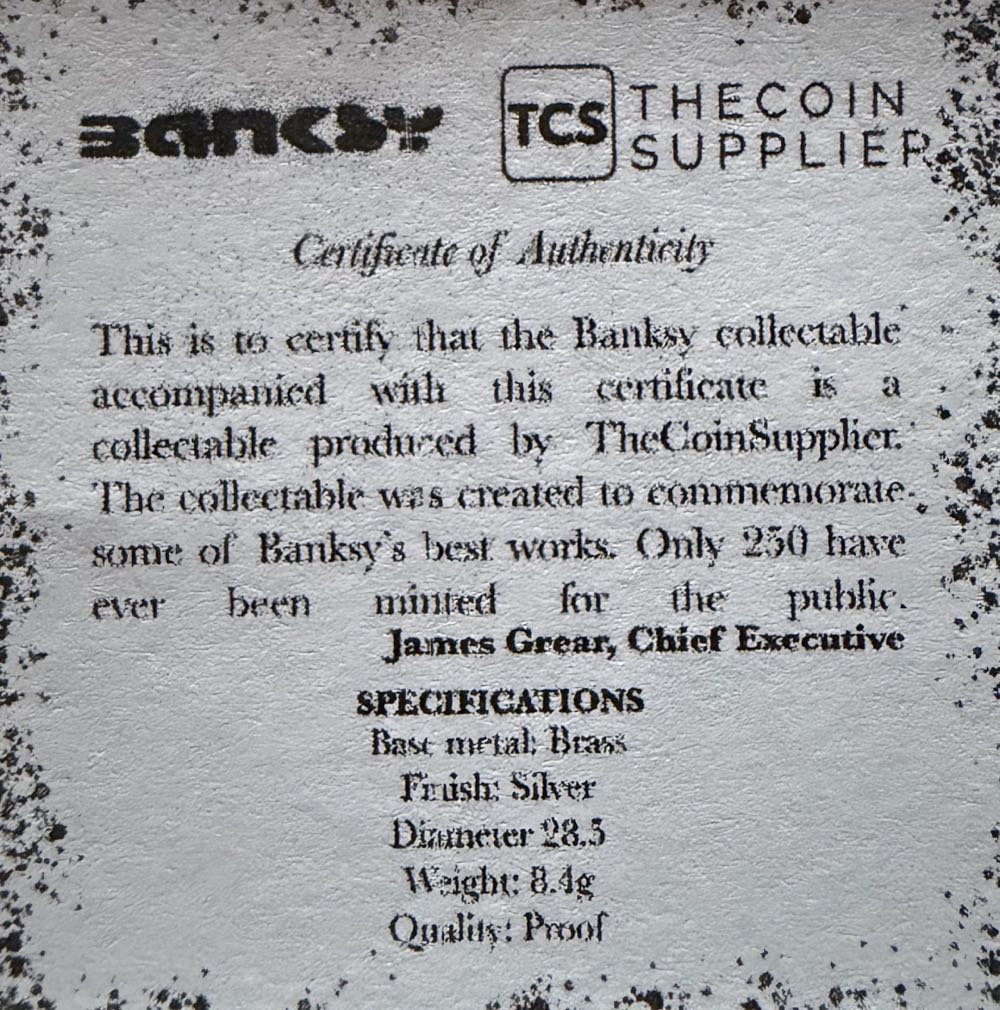 BANKSY
TCS THECOIN SUPPLIER
Certificate of Authenticity
This is to certify that the Banksy collectable
accompanied with this certificate is a
collectable produced by TheCoinSupplier.
The collectable was created to commemorate
some of Banksy's best works. Only 250 have
ever been minted for the public.
James Grear, Chief Executive
SPECIFICATIONS
Base metal: Brass
Finish: Silver
Diameter 28.5
Weight: 8.4g
Quality: Proof